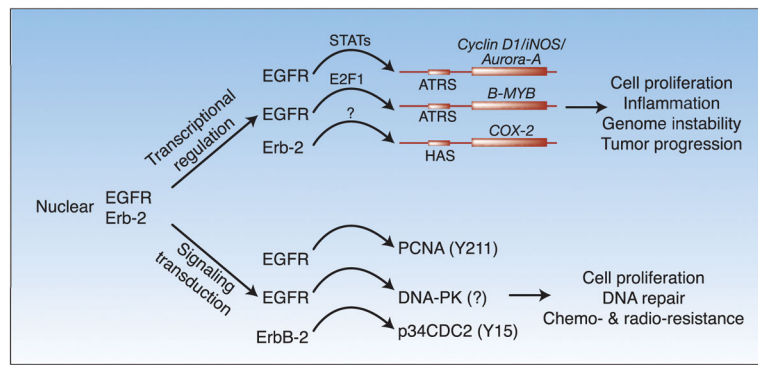 STATs
Cyclin D1/iNOS/
Aurora-A
EGFR
ATRS
E2F1
B-MYB
EGFR
ATRS
?
COX-2
Erb-2
HAS
Cell proliferation
Inflammation
Genome instability
Tumor progression
Transcriptional
regulation
Nuclear
EGFR
Erb-2
Signaling
transduction
EGFR
PCNA (Y211)
EGFR
DNA-PK (?)
ErbB-2
p34CDC2 (Y15)
Cell proliferation
DNA repair
Chemo- & radio-resistance